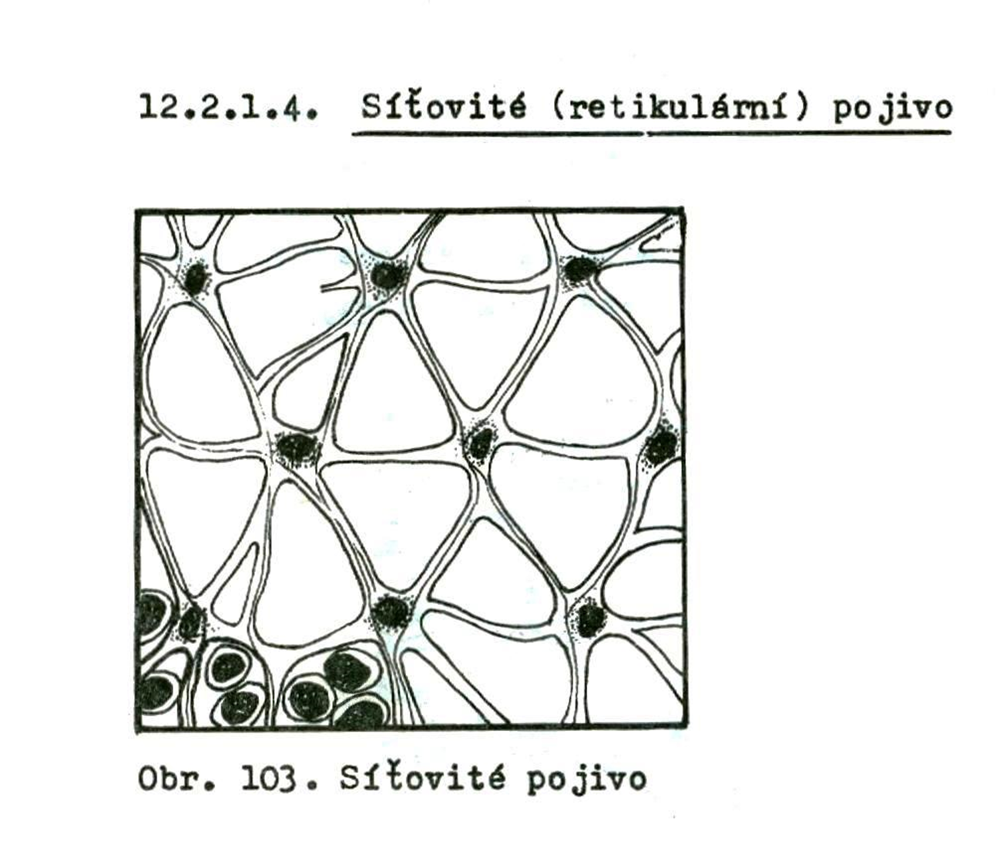 12.2.1.4. Síťovité (retikulární) pojivo
Obr. 103. Síťovité pojivo